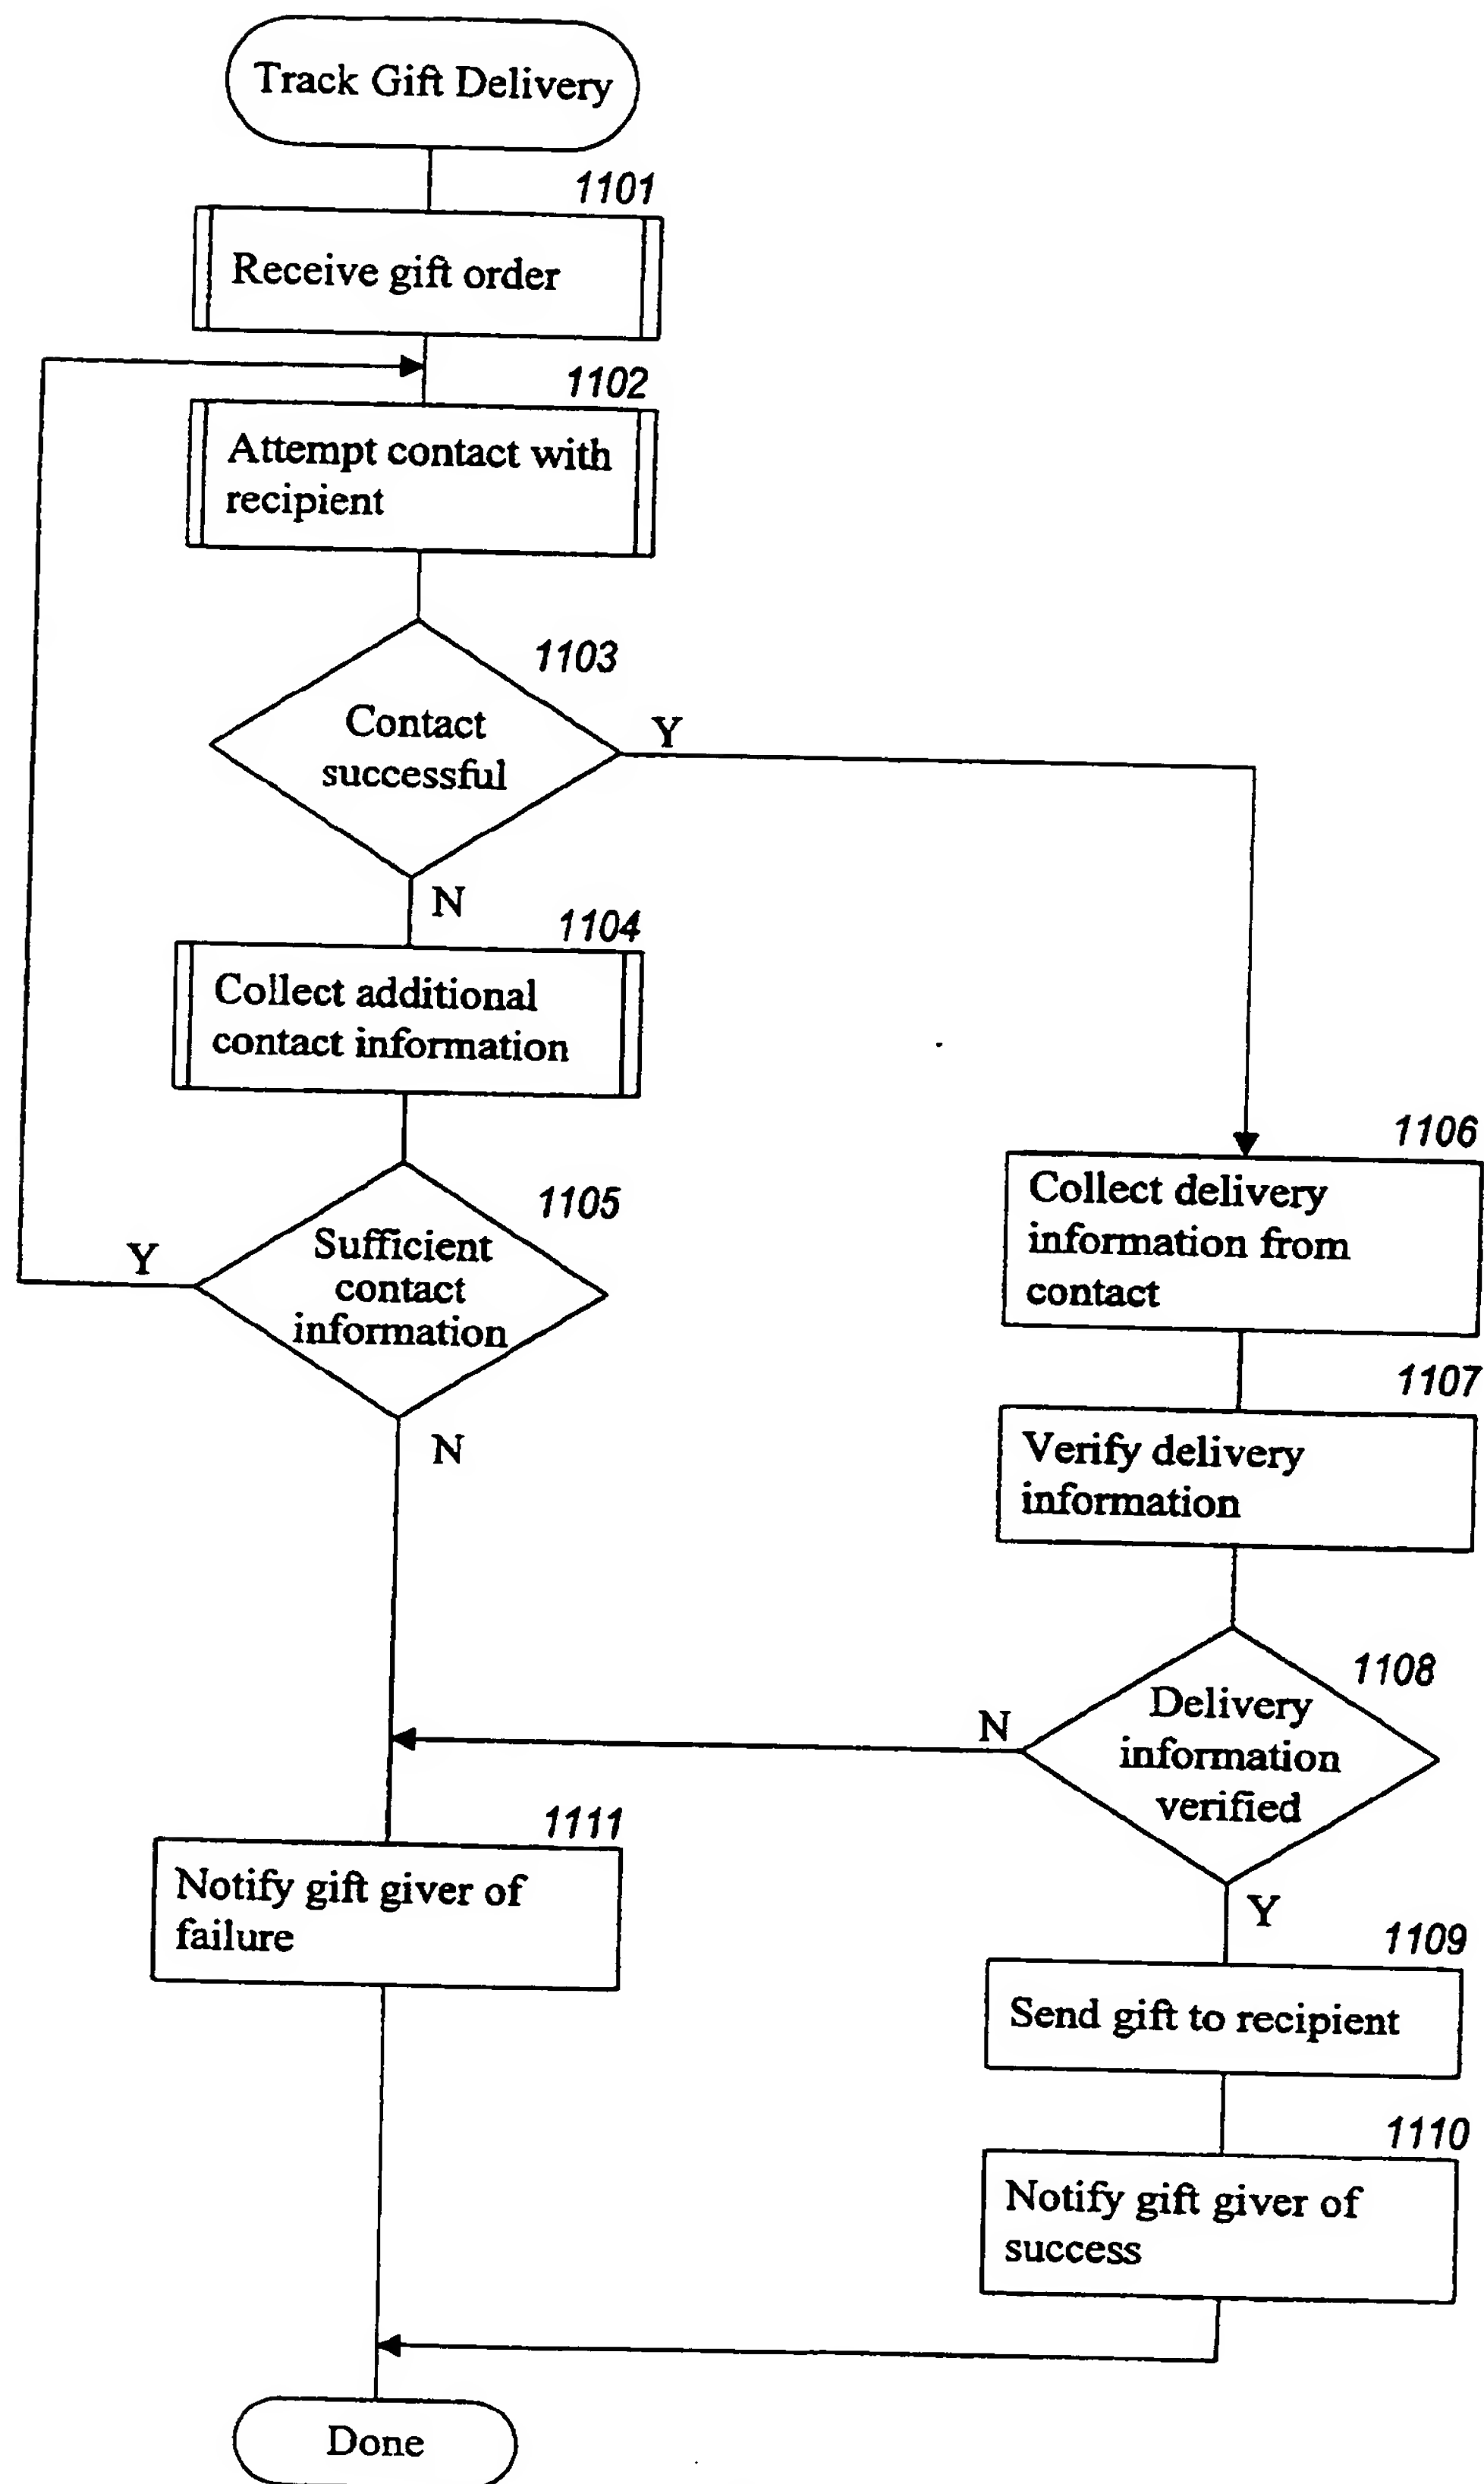 Track Gift Delivery
1101
Receive gift order
1102
Attempt contact with
recipient
1103
Contact
successful
Y
N
1104
Collect additional
contact information
1105
Sufficient
contact
information
Y
N
1106
Collect delivery
information from
contact
1107
Verify delivery
information
1108
Delivery
information
verified
N
Y
1109
Send gift to recipient
1110
Notify gift giver of
success
1111
Notify gift giver of
failure
Done